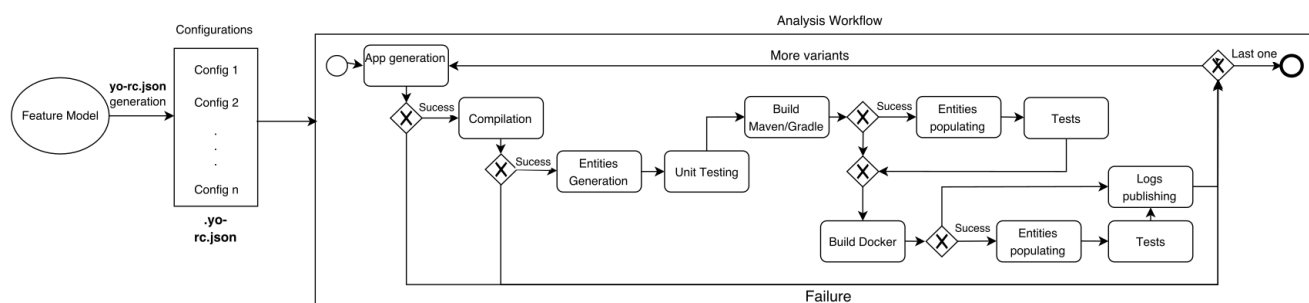 Analysis Workflow
Configurations
yo-rc.json
generation
Feature Model
Config 1
Config 2
.
.
.
Config n
.yo-
rc.json
App generation
More variants
Last one
X
Sucess
Compilation
X
Sucess
Entities
Generation
Unit Testing
Build
Maven/Gradle
X
Sucess
Entities
populating
Tests
X
Build Docker
X
Sucess
Entities
populating
Tests
Logs
publishing
X
Failure